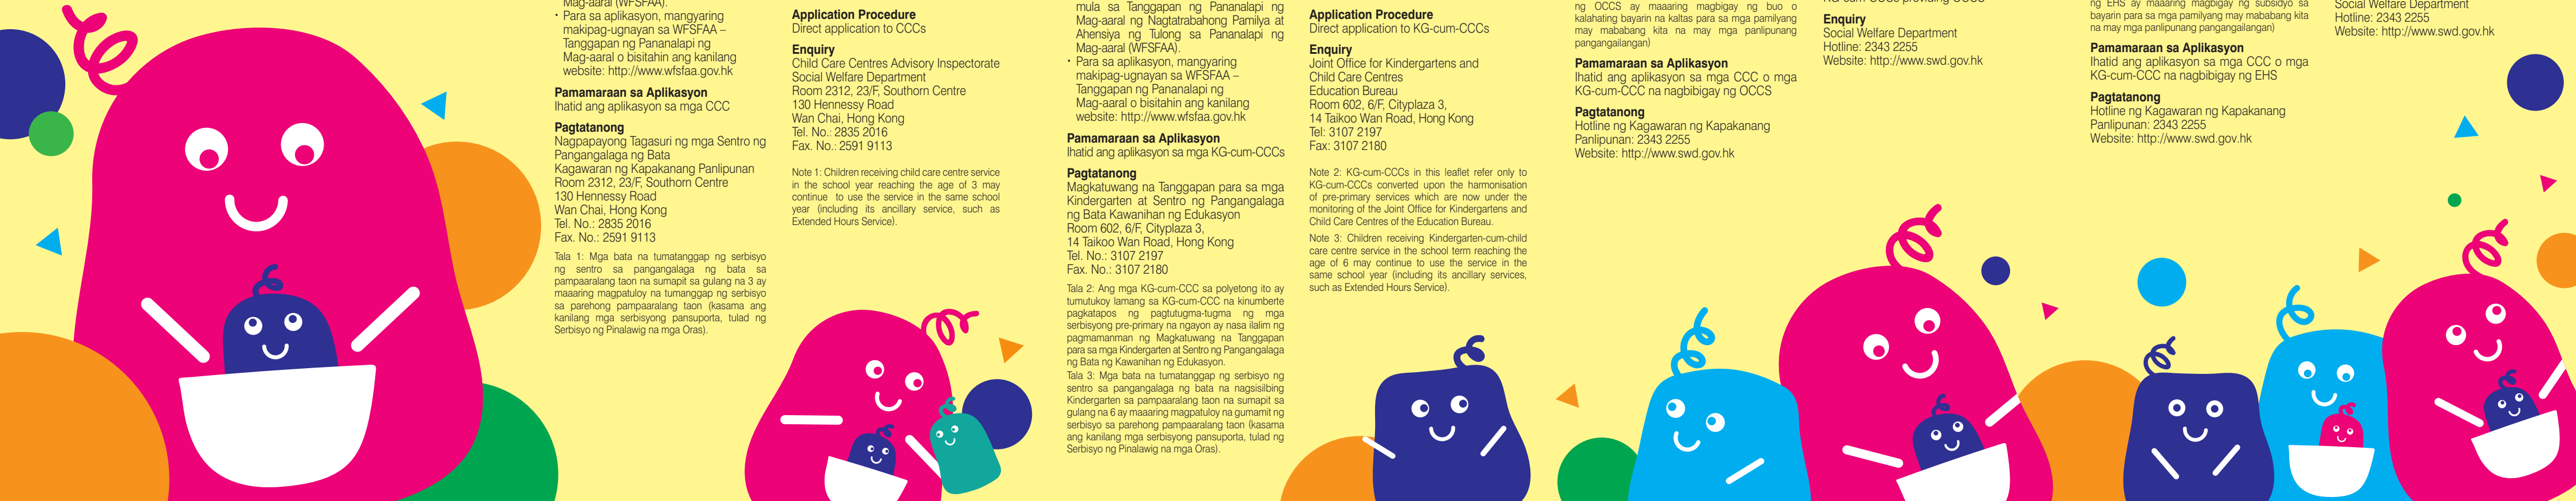 Mag-aaral (WFSFAA).
• Para sa aplikasyon, mangyaring
makipag-ugnayan sa WFSFAA –
Tanggapan ng Pananalapi ng
Mag-aaral o bisitahin ang kanilang
website: http://www.wfsfaa.gov.hk
Pamamaraan sa Aplikasyon
Ihatid ang aplikasyon sa mga CCC
Pagtatanong
Nagpapayong Tagasuri ng mga Sentro ng
Pangangalaga ng Bata
Kagawaran ng Kapakanang Panlipunan
Room 2312, 23/F, Southorn Centre
130 Hennessy Road
Wan Chai, Hong Kong
Tel. No.: 2835 2016
Fax. No.: 2591 9113
Tala 1: Mga bata na tumatanggap ng serbisyo
ng sentro sa pangangalaga ng bata sa
pampaaralang taon na sumapit sa gulang na 3 ay
maaaring magpatuloy na tumanggap ng serbisyo
sa parehong pampaaralang taon (kasama ang
kanilang mga serbisyong pansuporta, tulad ng
Serbisyo ng Pinalawig na mga Oras).
Application Procedure
Direct application to CCCs
Enquiry
Child Care Centres Advisory Inspectorate
Social Welfare Department
Room 2312, 23/F, Southorn Centre
130 Hennessy Road
Wan Chai, Hong Kong
Tel. No.: 2835 2016
Fax. No.: 2591 9113
Note 1: Children receiving child care centre service
in the school year reaching the age of 3 may
continue to use the service in the same school
year (including its ancillary service, such as
Extended Hours Service).
mula sa Tanggapan ng Pananalapi ng
Mag-aaral ng Nagtatrabahong Pamilya at
Ahensiya ng Tulong sa Pananalapi ng
Mag-aaral (WFSFAA).
• Para sa aplikasyon, mangyaring
makipag-ugnayan sa WFSFAA –
Tanggapan ng Pananalapi ng
Mag-aaral o bisitahin ang kanilang
website: http://www.wfsfaa.gov.hk
Pamamaraan sa Aplikasyon
Ihatid ang aplikasyon sa mga KG-cum-CCCs
Pagtatanong
Magkatuwang na Tanggapan para sa mga
Kindergarten at Sentro ng Pangangalaga
ng Bata Kawanihan ng Edukasyon
Room 602, 6/F, Cityplaza 3,
14 Taikoo Wan Road, Hong Kong
Tel. No.: 3107 2197
Fax. No.: 3107 2180
Tala 2: Ang mga KG-cum-CCC sa polyetong ito ay
tumutukoy lamang sa KG-cum-CCC na kinumberte
pagkatapos ng pagtutugma-tugma ng mga
serbisyong pre-primary na ngayon ay nasa ilalim ng
pagmamanman ng Magkatuwang na Tanggapan
para sa mga Kindergarten at Sentro ng Pangangalaga
ng Bata ng Kawanihan ng Edukasyon.
Tala 3: Mga bata na tumatanggap ng serbisyo ng
sentro sa pangangalaga ng bata na nagsisilbing
Kindergarten sa pampaaralang taon na sumapit sa
gulang na 6 ay maaaring magpatuloy na gumamit ng
serbisyo sa parehong pampaaralang taon (kasama
ang kanilang mga serbisyong pansuporta, tulad ng
Serbisyo ng Pinalawig na mga Oras).
Application Procedure
Direct application to KG-cum-CCCs
Enquiry
Joint Office for Kindergartens and
Child Care Centres
Education Bureau
Room 602, 6/F, Cityplaza 3,
14 Taikoo Wan Road, Hong Kong
Tel: 3107 2197
Fax: 3107 2180
Note 2: KG-cum-CCCs in this leaflet refer only to
KG-cum-CCCs converted upon the harmonisation
of pre-primary services which are now under the
monitoring of the Joint Office for Kindergartens and
Child Care Centres of the Education Bureau.
Note 3: Children receiving Kindergarten-cum-child
care centre service in the school term reaching the
age of 6 may continue to use the service in the
same school year (including its ancillary services,
such as Extended Hours Service).
ng OCCS ay maaring magbigay ng buo o
kalahating bayarin na kaltas para sa mga pamilyang
may mababang kita na may mga panlipunang
pangangailangan)
Pamamaraan sa Aplikasyon
Ihatid ang aplikasyon sa mga CCC o mga
KG-cum-CCC na nagbibigay ng OCCS
Pagtatanong
Hotline ng Kagawaran ng Kapakanang
Panlipunan: 2343 2255
Website: http://www.swd.gov.hk
KG-cum-CCCs providing OCCS
Enquiry
Social Welfare Department
Hotline: 2343 2255
Website: http://www.swd.gov.hk
ng EHS ay maaaring magbigay ng subsidyo sa
bayarin para sa mga pamilyang may mababang kita
na may mga panlipunang pangangailangan)
Pamamaraan sa Aplikasyon
Ihatid ang aplikasyon sa mga CCC o mga
KG-cum-CCC na nagbibigay ng EHS
Pagtatanong
Hotline ng Kagawaran ng Kapakanang
Panlipunan: 2343 2255
Website: http://www.swd.gov.hk
Social Welfare Department
Hotline: 2343 2255
Website: http://www.swd.gov.hk